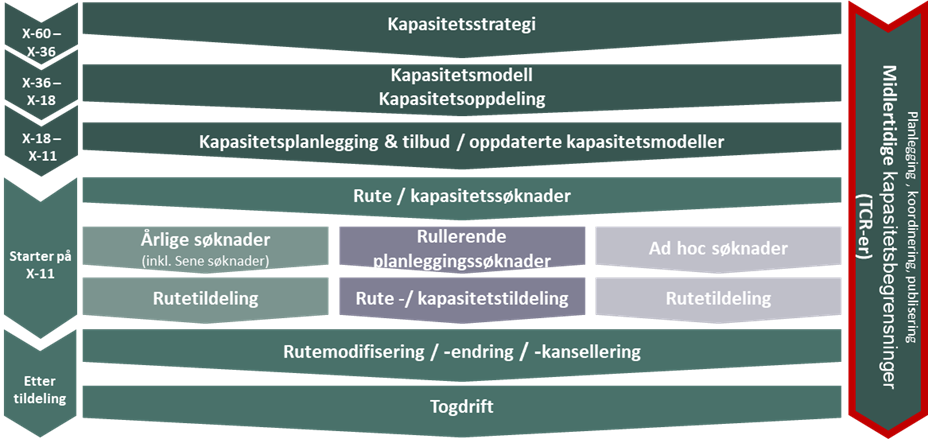 X-60 –
X-36
Kapasitetsstrategi
X-36 –
X-18
Kapasitetsmodell
Kapasitetsoppdeling
X-18 –
X-11
Kapasitetsplanlegging & tilbud / oppdaterte kapasitetsmodeller
Starter på
X-11
Rute / kapasitetssøknader
Årlige søknader
(inkl. Sene søknader)
Rullerende
planleggingssøknader
Ad hoc søknader
Rutetildeling
Rute -/ kapasitetstildeling
Rutetildeling
Etter
tildeling
Rutemodifisering / -endring / -kansellering
Togdrift
Planlegging , koordinering, publisering
Midlertidige kapasitetsbegrensninger
(TCR-er)